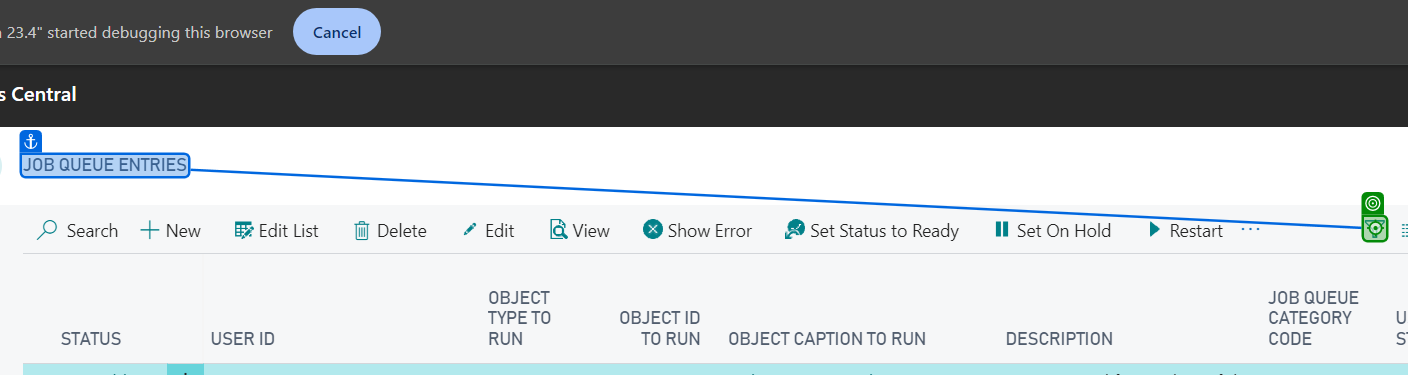 23.4" started debugging this browser
Cancel
s Central
JOB QUEUE ENTRIES
Search New Edit List Delete Edit View Show Error Set Status to Ready Set On Hold Restart ...
STATUS
USER ID
OBJECT
TYPE TO
RUN
OBJECT ID
TO RUN
OBJECT CAPTION TO RUN
DESCRIPTION
JOB QUEUE
CATEGORY
CODE